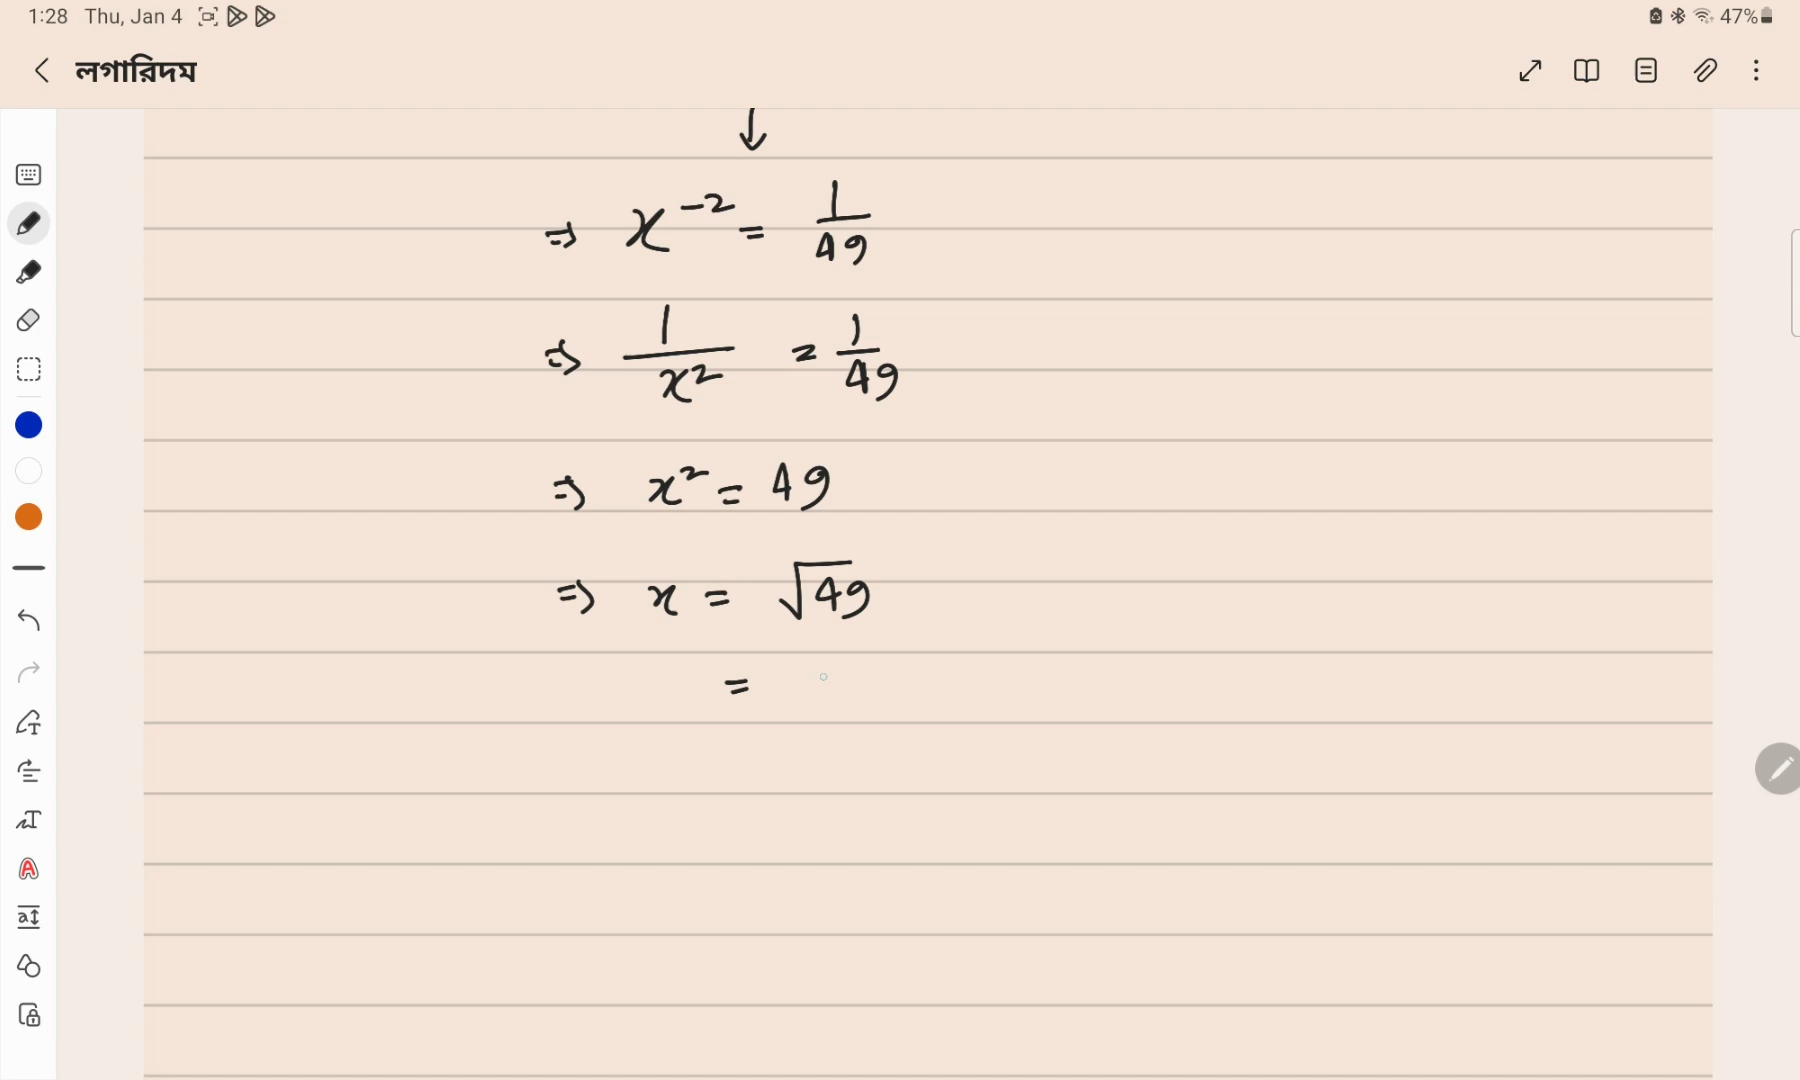 1:28 Thu, Jan 4 47%
লগারিদম
↓
⇒ x⁻² = 1/49
⇒ 1/x² = 1/49
⇒ x² = 49
⇒ x = √49
=